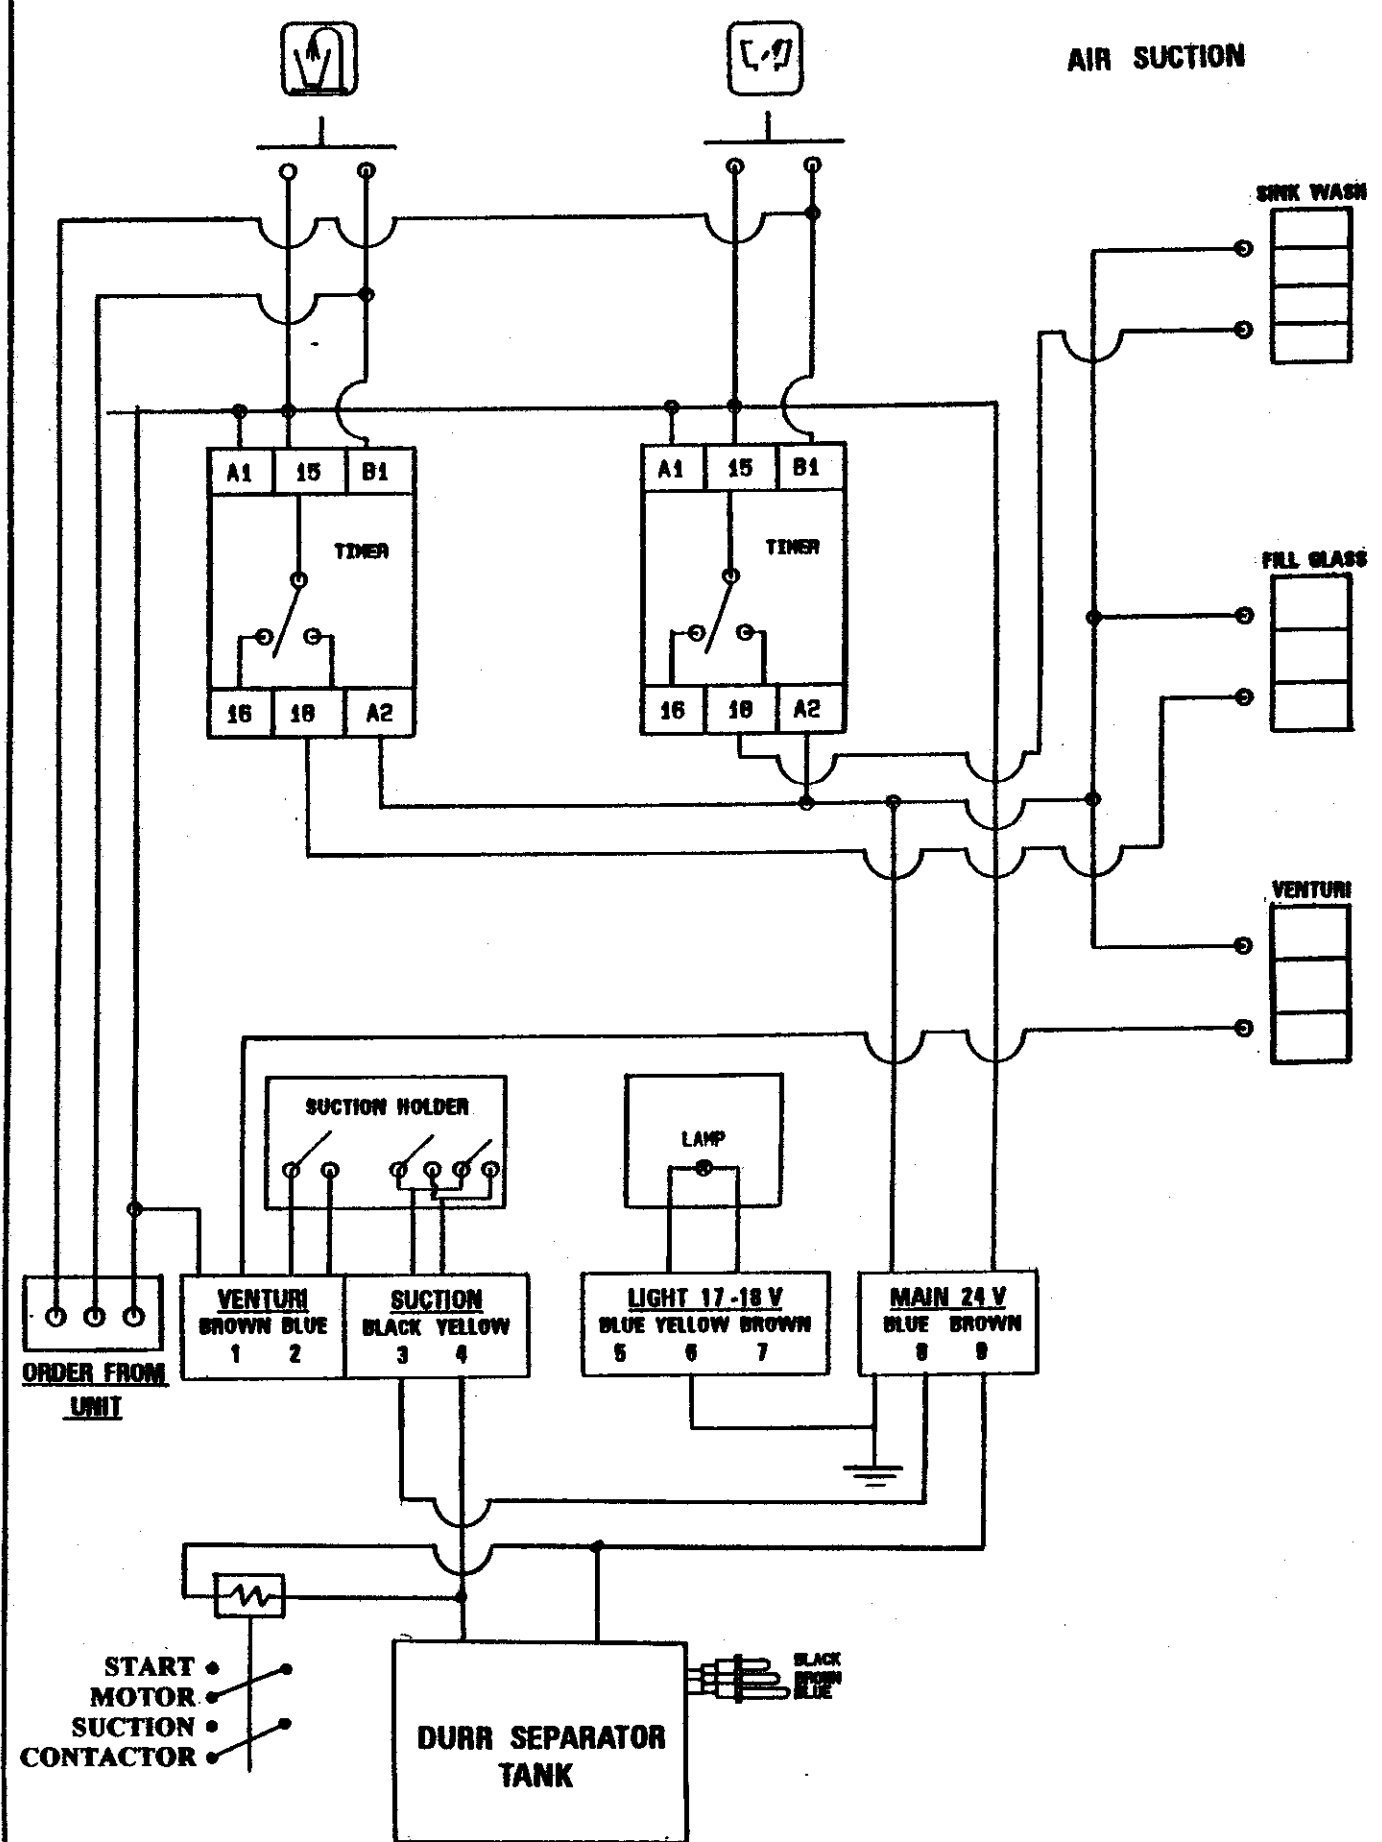 AIR SUCTION
SINK WASH
A1 15 B1
TIMER
16 18 A2
A1 15 B1
TIMER
16 18 A2
FILL GLASS
VENTURI
SUCTION HOLDER
LAMP
ORDER FROM
UNIT
VENTURI
BROWN BLUE
1 2
SUCTION
BLACK YELLOW
3 4
LIGHT 17-18 V
BLUE YELLOW BROWN
5 6 7
MAIN 24 V
BLUE BROWN
8 9
START
MOTOR
SUCTION
CONTACTOR
DURR SEPARATOR
TANK
BLACK
BROWN
BLUE